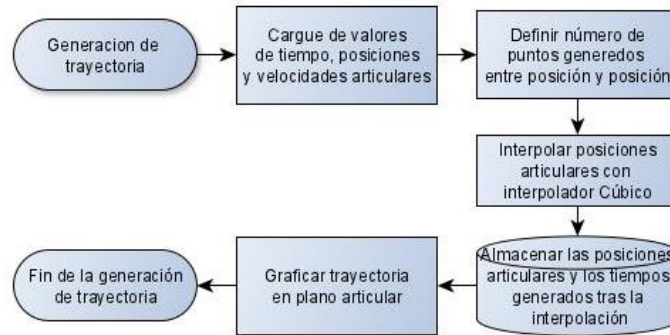 Generacion de
trayectoria
Cargue de valores
de tiempo, posiciones
y velocidades articulares
Definir número de
puntos generedos
entre posición y posición
Interpolar posiciones
articulares con
interpolador Cúbico
Almacenar las posiciones
articulares y los tiempos
generados tras la
interpolación
Graficar trayectoria
en plano articular
Fin de la generación
de trayectoria